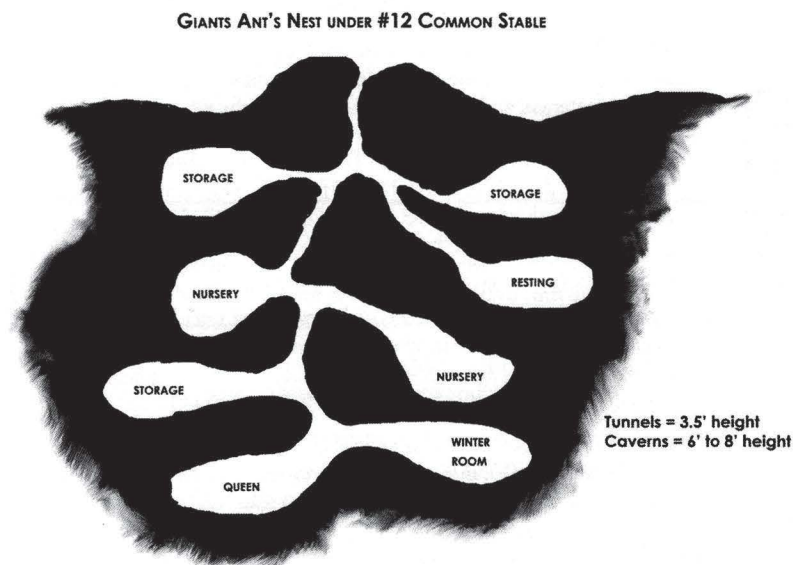 GIANTS ANT'S NEST UNDER #12 COMMON STABLE
STORAGE
STORAGE
NURSERY
RESTING
STORAGE
NURSERY
Tunnels = 3.5' height
Caverns = 6' to 8' height
WINTER
ROOM
QUEEN